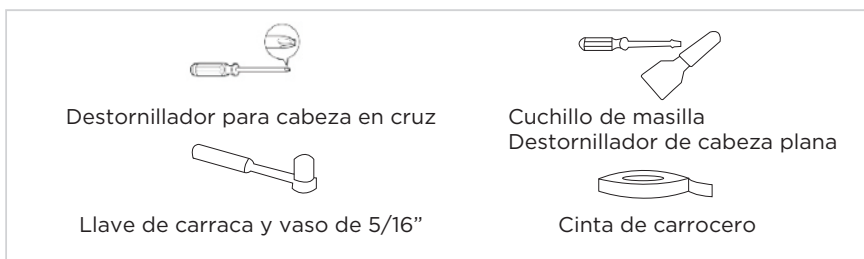 Destornillador para cabeza en cruz
Cuchillo de masilla
Destornillador de cabeza plana
Llave de carraca y vaso de 5/16”
Cinta de carrocero